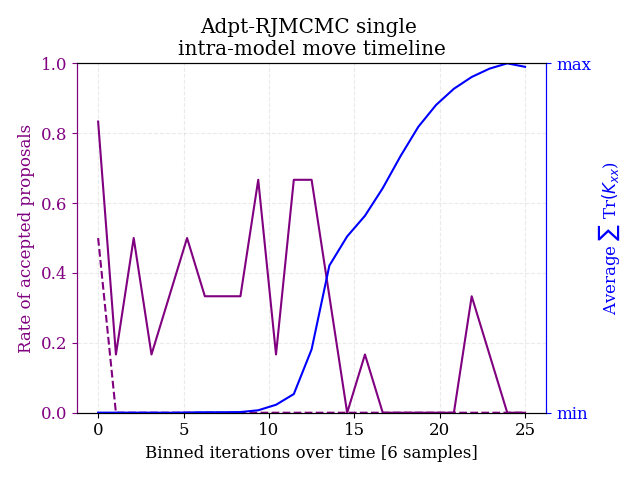 Adpt-RJMCMC single
intra-model move timeline
Rate of accepted proposals
1.0
0.8
0.6
0.4
0.2
0.0
0
5
10
15
20
25
Binned iterations over time [6 samples]
max
min
Average ∑ Tr(Kxx)